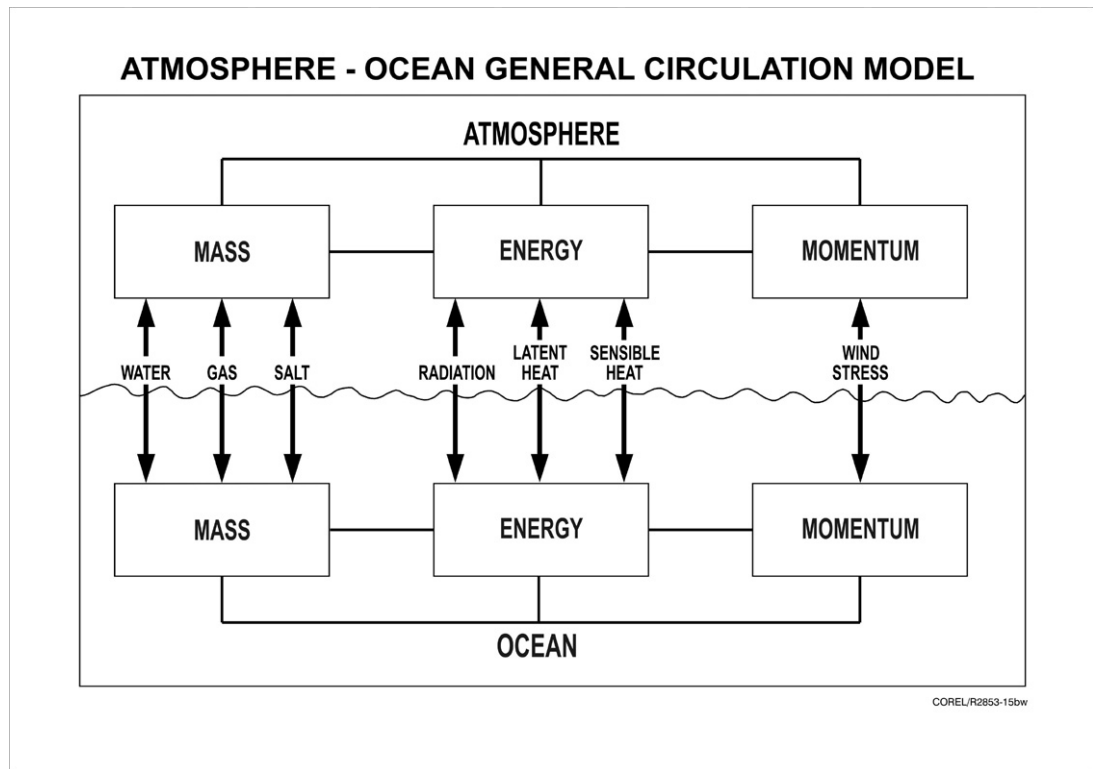 ATMOSPHERE - OCEAN GENERAL CIRCULATION MODEL
ATMOSPHERE
MASS
ENERGY
MOMENTUM
WATER
GAS
SALT
RADIATION
LATENT
HEAT
SENSIBLE
HEAT
WIND
STRESS
MASS
ENERGY
MOMENTUM
OCEAN
COREL/R2853-15bw